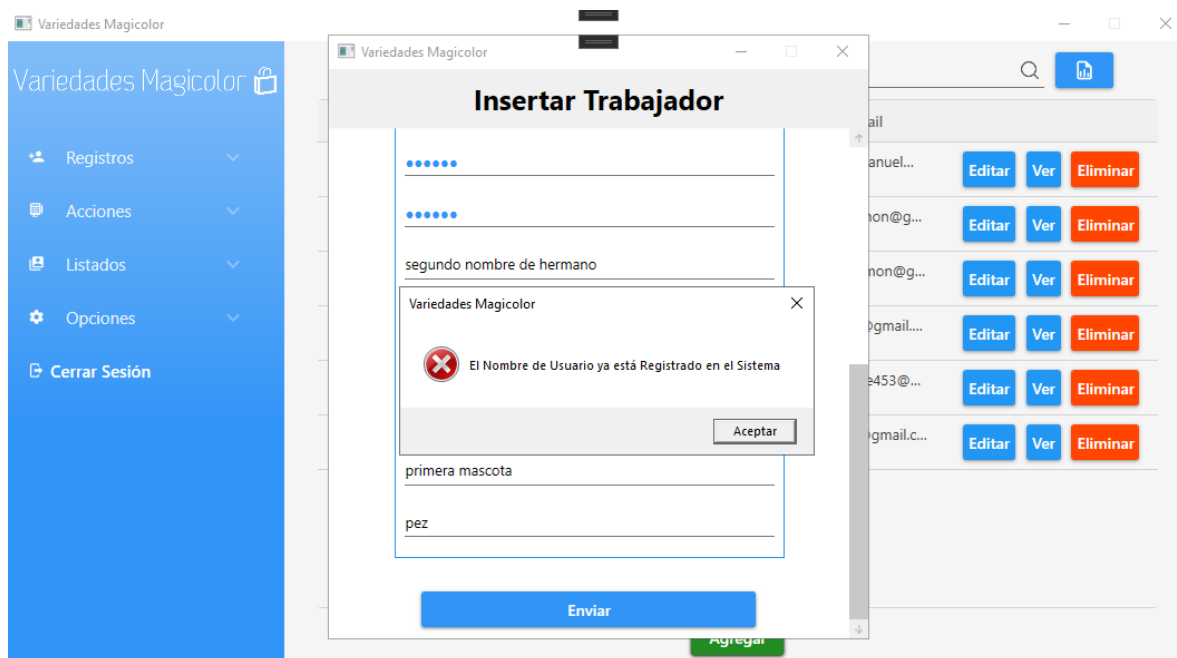 Variedades Magicolor
Variedades Magicolor
Registros
Acciones
Listados
Opciones
Cerrar Sesión
Variedades Magicolor
Insertar Trabajador
••••••
••••••
segundo nombre de hermano
Variedades Magicolor
El Nombre de Usuario ya está Registrado en el Sistema
Aceptar
primera mascota
pez
Enviar
ail
anuel... Editar Ver Eliminar
non@g... Editar Ver Eliminar
non@g... Editar Ver Eliminar
@gmail.... Editar Ver Eliminar
e453@... Editar Ver Eliminar
@gmail.c... Editar Ver Eliminar
Agregar